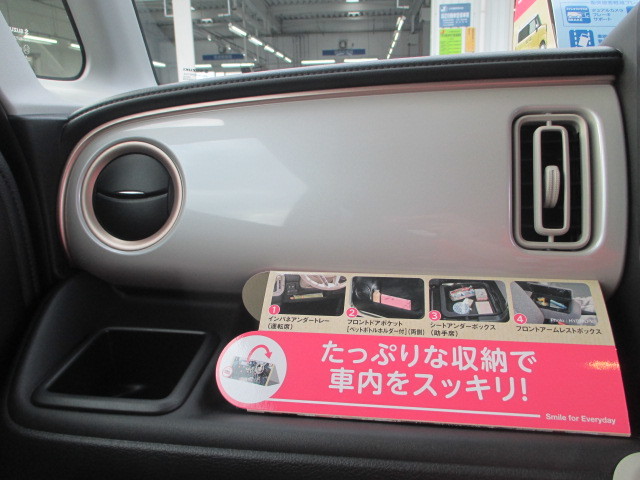 1
インパネアンダートレー
(運転席)
2
フロントドアポケット
[ペットボトルホルダー付](両側)
3
シートアンダーボックス
(助手席)
4
フロントアームレストボックス
たっぷりな収納で
車内をスッキリ!
Smile for Everyday